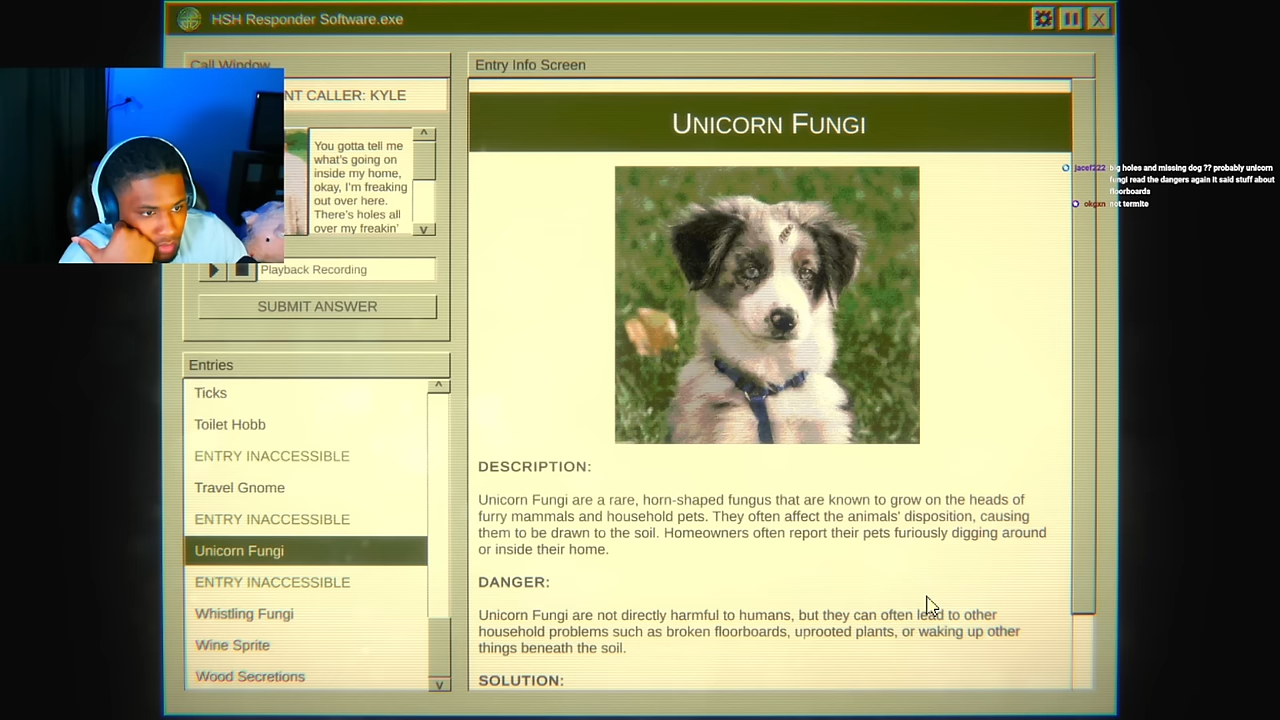 HSH Responder Software.exe
X
Call Window
Entry Info Screen
NT CALLER: KYLE
UNICORN FUNGI
You gotta tell me
what's going on
inside my home,
okay, I'm freaking
out over here.
There's holes all
over my freakin'
Playback Recording
SUBMIT ANSWER
jacef222 big holes and missing dog ?? probably unicorn
fungi read the dangers again it said stuff about
floorboards
not termite
Entries
Ticks
Toilet Hobb
ENTRY INACCESSIBLE
Travel Gnome
ENTRY INACCESSIBLE
Unicorn Fungi
ENTRY INACCESSIBLE
Whistling Fungi
Wine Sprite
Wood Secretions
DESCRIPTION:
Unicorn Fungi are a rare, horn-shaped fungus that are known to grow on the heads of
furry mammals and household pets. They often affect the animals' disposition, causing
them to be drawn to the soil. Homeowners often report their pets furiously digging around
or inside their home.
DANGER:
Unicorn Fungi are not directly harmful to humans, but they can often lead to other
household problems such as broken floorboards, uprooted plants, or waking up other
things beneath the soil.
SOLUTION: